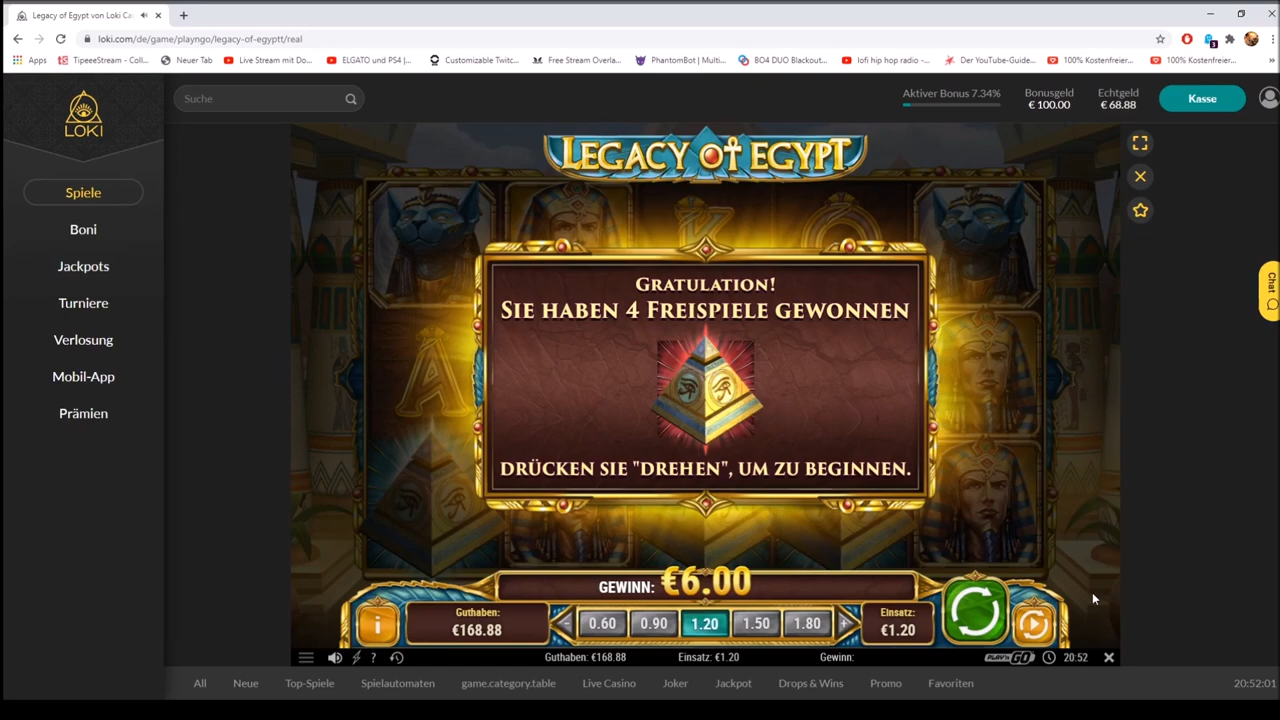 Legacy of Egypt von Loki Ca
loki.com/de/game/playngo/legacy-of-egyptt/real
Apps
TipeeeStream - Coll...
Neuer Tab
Live Stream mit Do...
ELGATO und PS4 |...
Customizable Twitc...
Free Stream Overla...
PhantomBot | Multi...
BO4 DUO Blackout...
lofi hip hop radio -...
Der YouTube-Guide...
100% Kostenfreier...
100% Kostenfreier...
»
LOKI
Suche
Aktiver Bonus 7.34%
Bonusgeld
€ 100.00
Echtgeld
€ 68.88
Kasse
Spiele
Boni
Jackpots
Turniere
Verlosung
Mobil-App
Prämien
LEGACY OF EGYPT
K
A
GRATULATION!
SIE HABEN 4 FREISPIELE GEWONNEN
DRÜCKEN SIE "DREHEN", UM ZU BEGINNEN.
Chat
GEWINN: €6.00
i
Guthaben:
€168.88
- 0.60 0.90 1.20 1.50 1.80 +
Einsatz:
€1.20
? Guthaben: €168.88 Einsatz: €1.20 Gewinn: PLAY'n GO 20:52
All Neue Top-Spiele Spielautomaten game.category.table Live Casino Joker Jackpot Drops & Wins Promo Favoriten 20:52:01